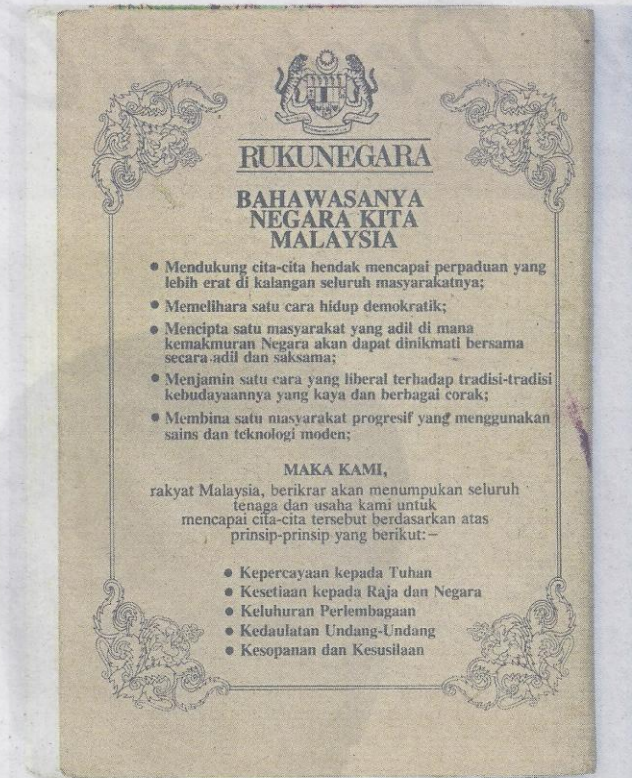 RUKUNEGARA
BAHAWASANYA
NEGARA KITA
MALAYSIA
• Mendukung cita-cita hendak mencapai perpaduan yang
lebih erat di kalangan seluruh masyarakatnya;
• Memelihara satu cara hidup demokratik;
• Mencipta satu masyarakat yang adil di mana
kemakmuran Negara akan dapat dinikmati bersama
secara adil dan saksama;
• Menjamin satu cara yang liberal terhadap tradisi-tradisi
kebudayaannya yang kaya dan berbagai corak;
• Membina satu masyarakat progresif yang menggunakan
sains dan teknologi moden;
MAKA KAMI,
rakyat Malaysia, berikrar akan menumpukan seluruh
tenaga dan usaha kami untuk
mencapai cita-cita tersebut berdasarkan atas
prinsip-prinsip yang berikut:–
• Kepercayaan kepada Tuhan
• Kesetiaan kepada Raja dan Negara
• Keluhuran Perlembagaan
• Kedaulatan Undang-Undang
• Kesopanan dan Kesusilaan